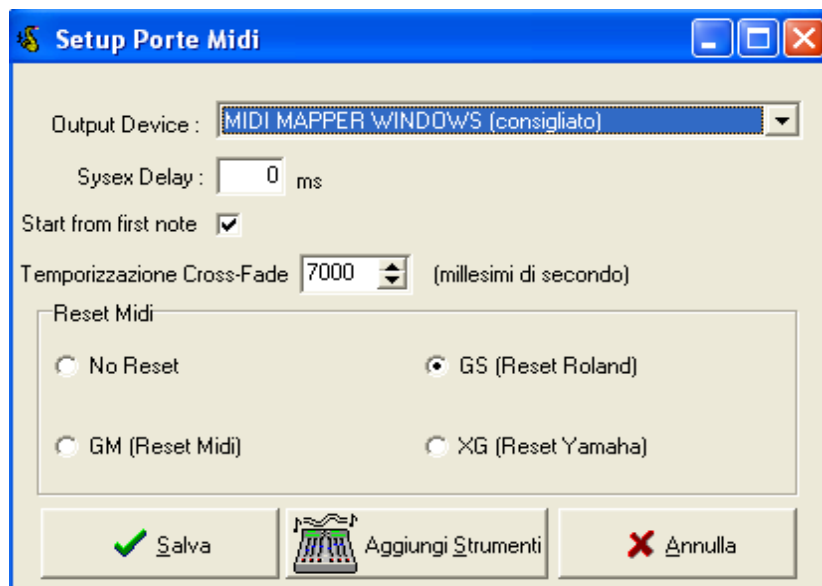 Setup Porte Midi
Output Device : MIDI MAPPER WINDOWS (consigliato)
Sysex Delay : 0 ms
Start from first note
Temporizzazione Cross-Fade 7000 (millesimi di secondo)
Reset Midi
No Reset GS (Reset Roland)
GM (Reset Midi) XG (Reset Yamaha)
Salva Aggiungi Strumenti Annulla